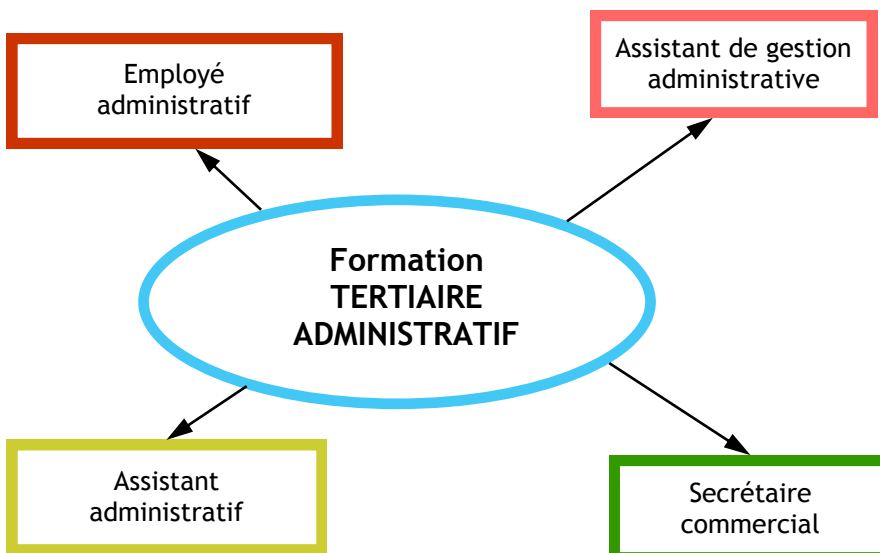 Employé
administratif
Assistant de gestion
administrative
Formation
TERTIAIRE
ADMINISTRATIF
Assistant
administratif
Secrétaire
commercial